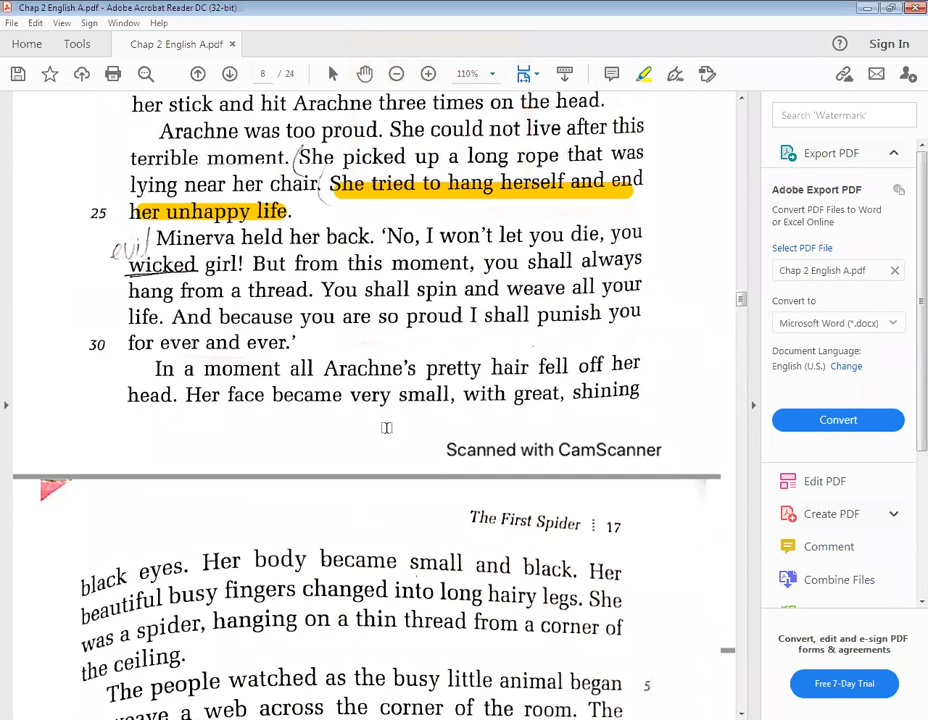 Chap 2 English A.pdf - Adobe Acrobat Reader DC (32-bit)
File Edit View Sign Window Help
Home Tools Chap 2 English A.pdf × Sign In
8 / 24 110%
her stick and hit Arachne three times on the head.
Arachne was too proud. She could not live after this
terrible moment. She picked up a long rope that was
lying near her chair. She tried to hang herself and end
25 her unhappy life.
evil
Minerva held her back. ‘No, I won’t let you die, you
wicked girl! But from this moment, you shall always
hang from a thread. You shall spin and weave all your
life. And because you are so proud I shall punish you
30 for ever and ever.’
In a moment all Arachne’s pretty hair fell off her
head. Her face became very small, with great, shining
Scanned with CamScanner
The First Spider 17
black eyes. Her body became small and black. Her
beautiful busy fingers changed into long hairy legs. She
was a spider, hanging on a thin thread from a corner of
the ceiling.
The people watched as the busy little animal began 5
weave a web across the corner of the room. The
Search 'Watermark'
Export PDF
Adobe Export PDF
Convert PDF Files to Word
or Excel Online
Select PDF File
Chap 2 English A.pdf ×
Convert to
Microsoft Word (*.docx)
Document Language:
English (U.S.) Change
Convert
Edit PDF
Create PDF
Comment
Combine Files
Convert, edit and e-sign PDF
forms & agreements
Free 7-Day Trial